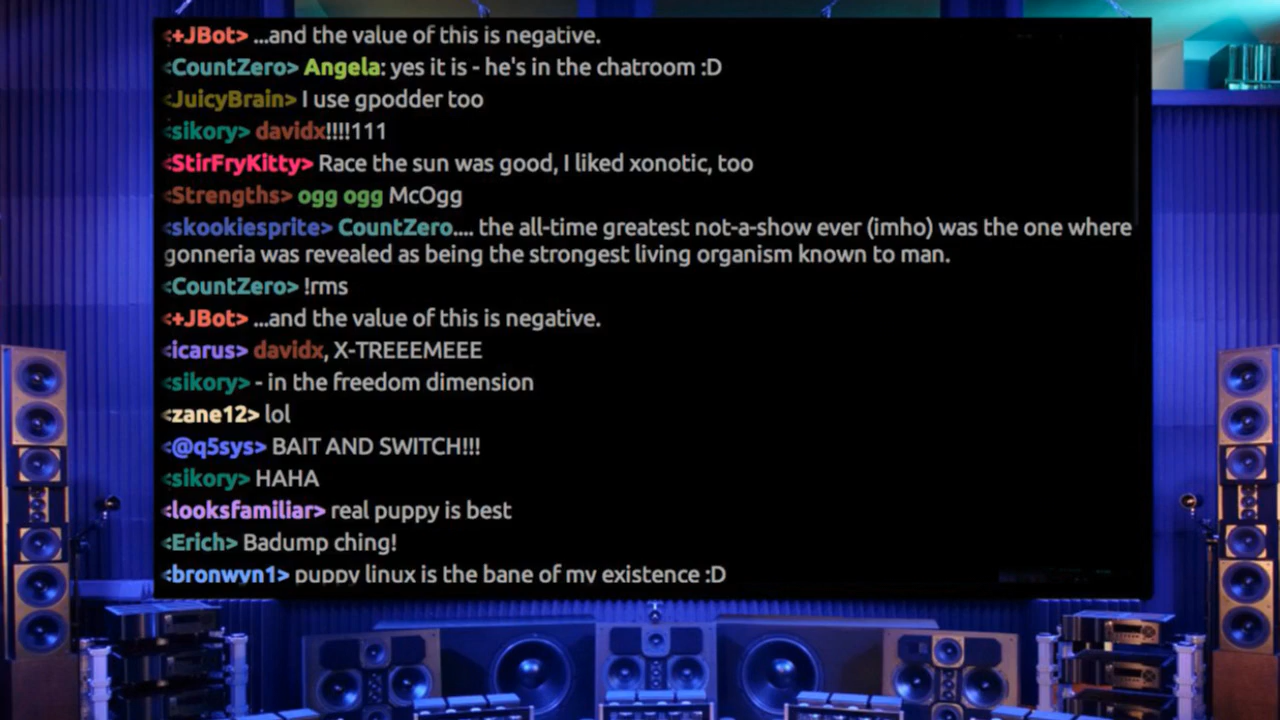 <+JBot> ...and the value of this is negative.
<CountZero> Angela: yes it is - he's in the chatroom :D
<JuicyBrain> I use gpodder too
<sikory> davidx!!!!111
<StirFryKitty> Race the sun was good, I liked xonotic, too
<Strengths> ogg ogg McOgg
<skookiesprite> CountZero.... the all-time greatest not-a-show ever (imho) was the one where
gonneria was revealed as being the strongest living organism known to man.
<CountZero> !rms
<+JBot> ...and the value of this is negative.
<icarus> davidx, X-TREEEMEEE
<sikory> - in the freedom dimension
<zane12> lol
<@q5sys> BAIT AND SWITCH!!!
<sikory> HAHA
<looksfamiliar> real puppy is best
<Erich> Badump ching!
<bronwyn1> puppy linux is the bane of my existence :D